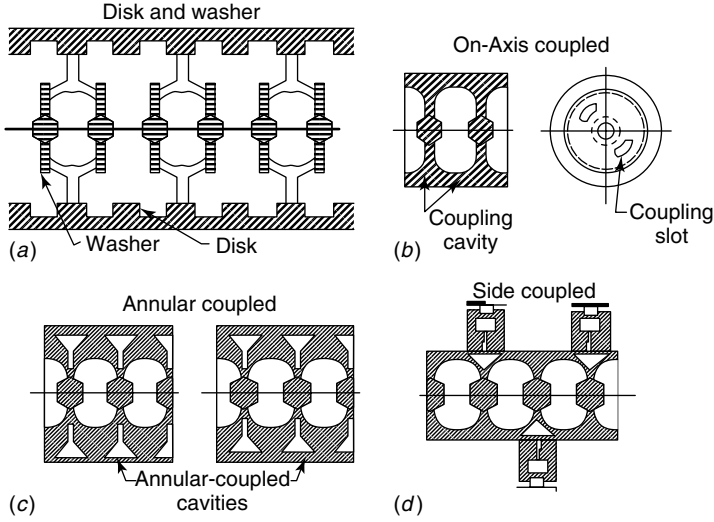 Disk and washer
Washer
Disk
(a)
On-Axis coupled
Coupling
cavity
Coupling
slot
(b)
Annular coupled
Annular-coupled
cavities
(c)
Side coupled
(d)